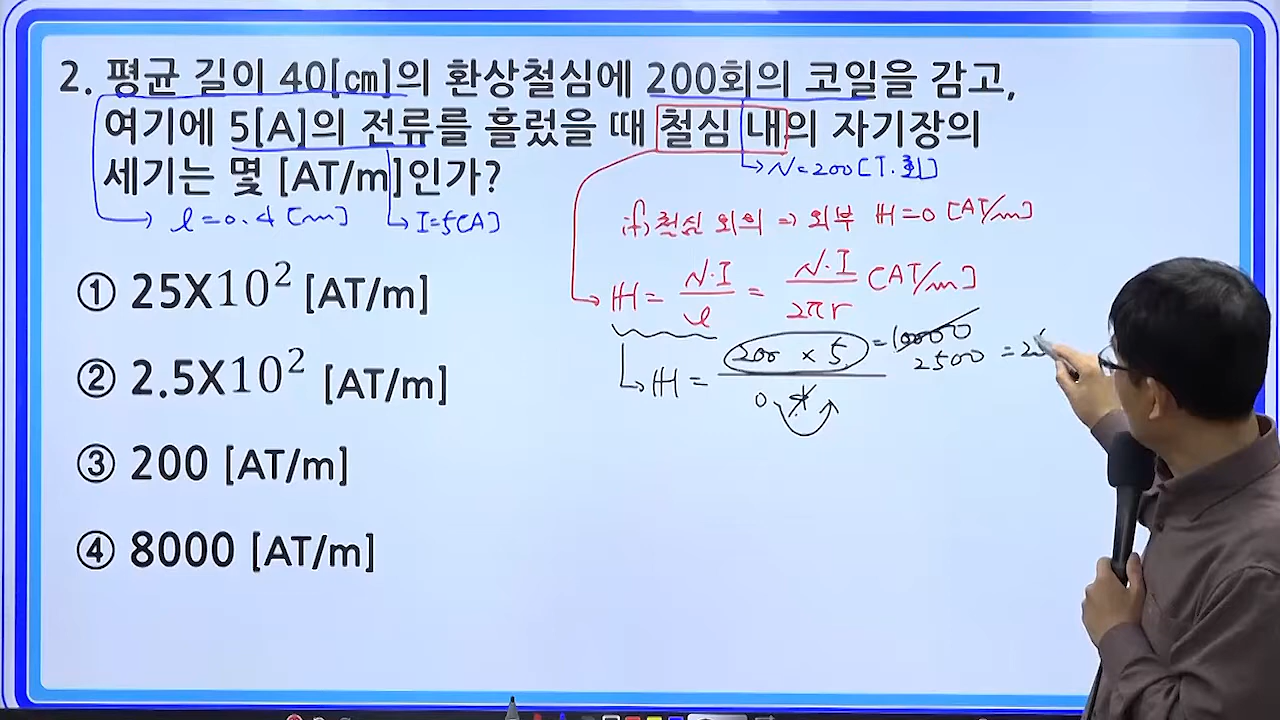 2. 평균 길이 40[㎝]의 환상철심에 200회의 코일을 감고,
여기에 5[A]의 전류를 흘렀을 때 철심 내의 자기장의
세기는 몇 [AT/m]인가?
→ N=200[T.회]
→ l=0.4[m]
→ I=5[A]
if) 철심 외의 ⇒ 외부 H=0 [AT/m]
① 25X10² [AT/m]
→ H = N·I/l = N·I/2πr [AT/m]
→ H = 200 × 5/0.4 = 10000
2500 =
② 2.5X10² [AT/m]
③ 200 [AT/m]
④ 8000 [AT/m]